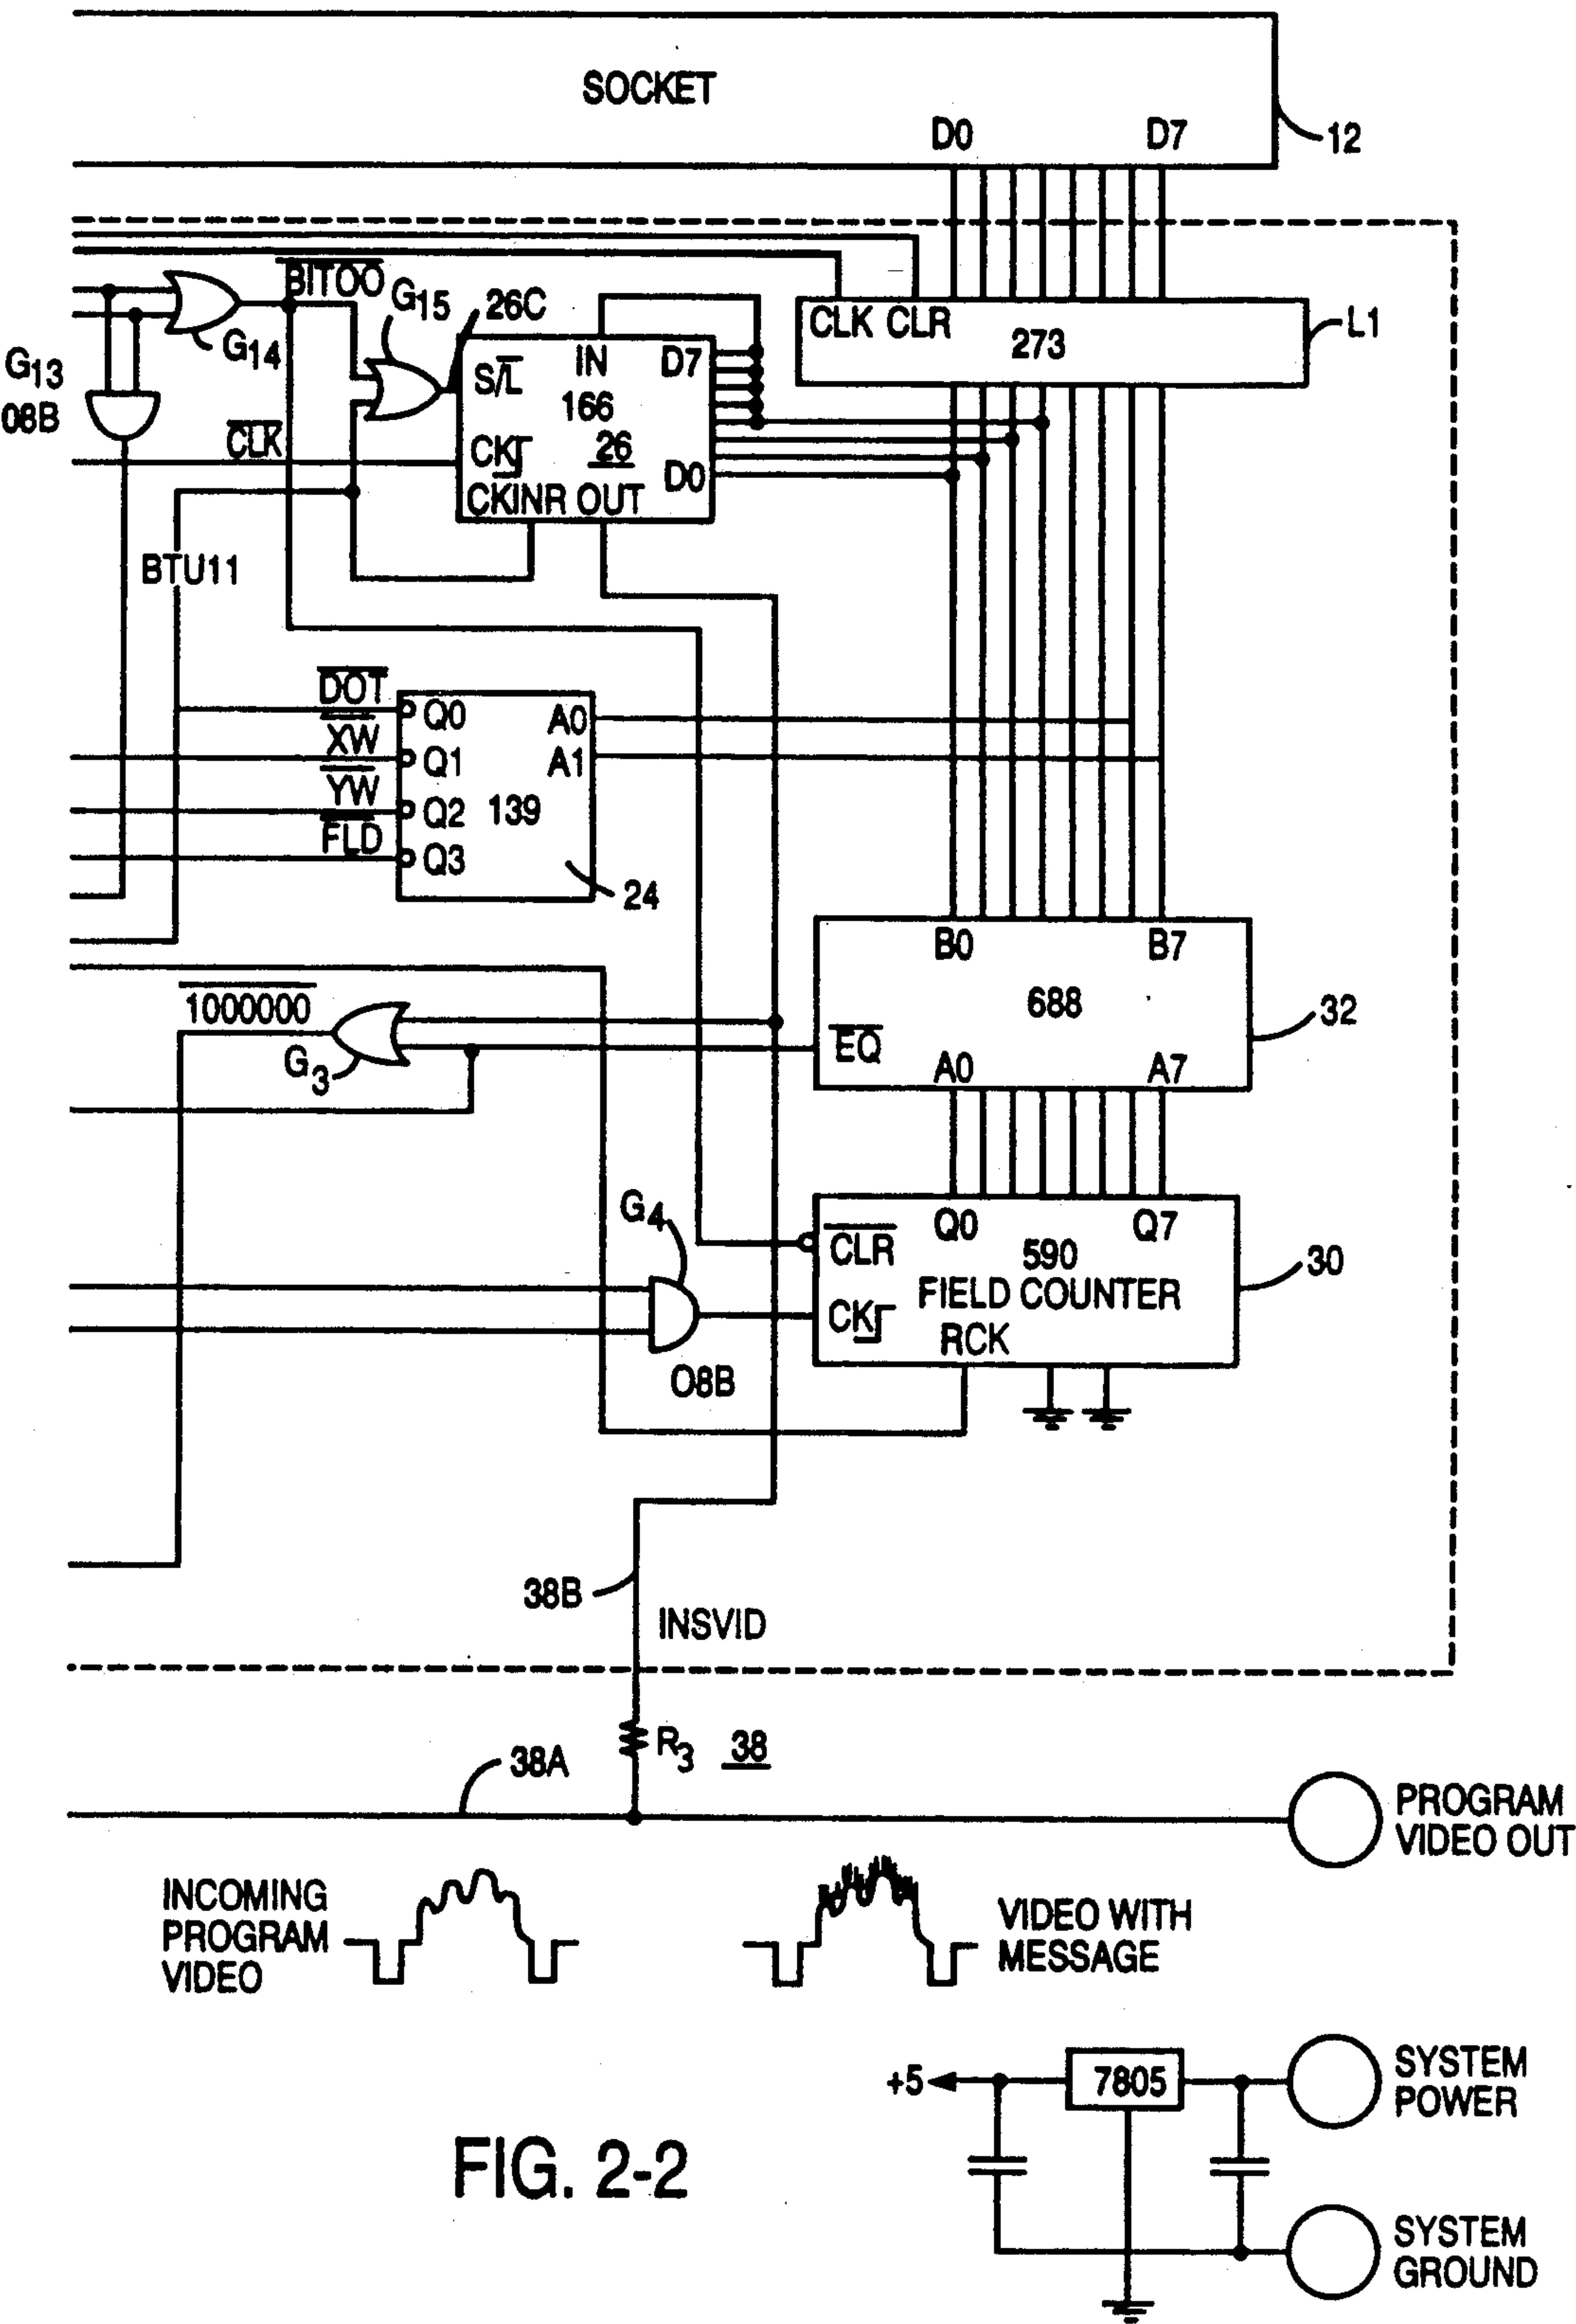 SOCKET
D0 D7
12
BITOO
G15
26C
G14
G13
08B
CLK
S/L
IN
D7
166
26
CK
D0
CKINR OUT
CLK CLR
273
L1
BTU11
DOT
XW
YW
FLD
Q0
Q1
Q2
Q3
A0
A1
139
24
1000000
G3
B0 B7
688
EQ
A0 A7
32
G4
O8B
Q0 Q7
CLR
590
FIELD COUNTER
CK
RCK
30
38B
INSVID
R3
38
38A
PROGRAM
VIDEO OUT
INCOMING
PROGRAM
VIDEO
VIDEO WITH
MESSAGE
+5
7805
SYSTEM
POWER
SYSTEM
GROUND
FIG. 2-2